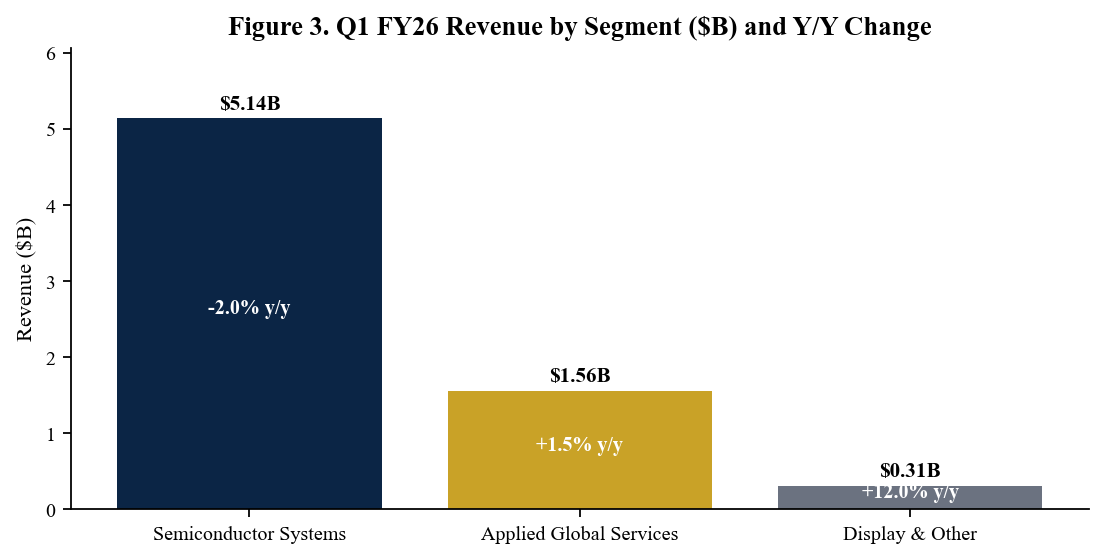 Figure 3. Q1 FY26 Revenue by Segment ($B) and Y/Y Change
Revenue ($B)
6
5
4
3
2
1
0
$5.14B
-2.0% y/y
$1.56B
+1.5% y/y
$0.31B
+12.0% y/y
Semiconductor Systems
Applied Global Services
Display & Other